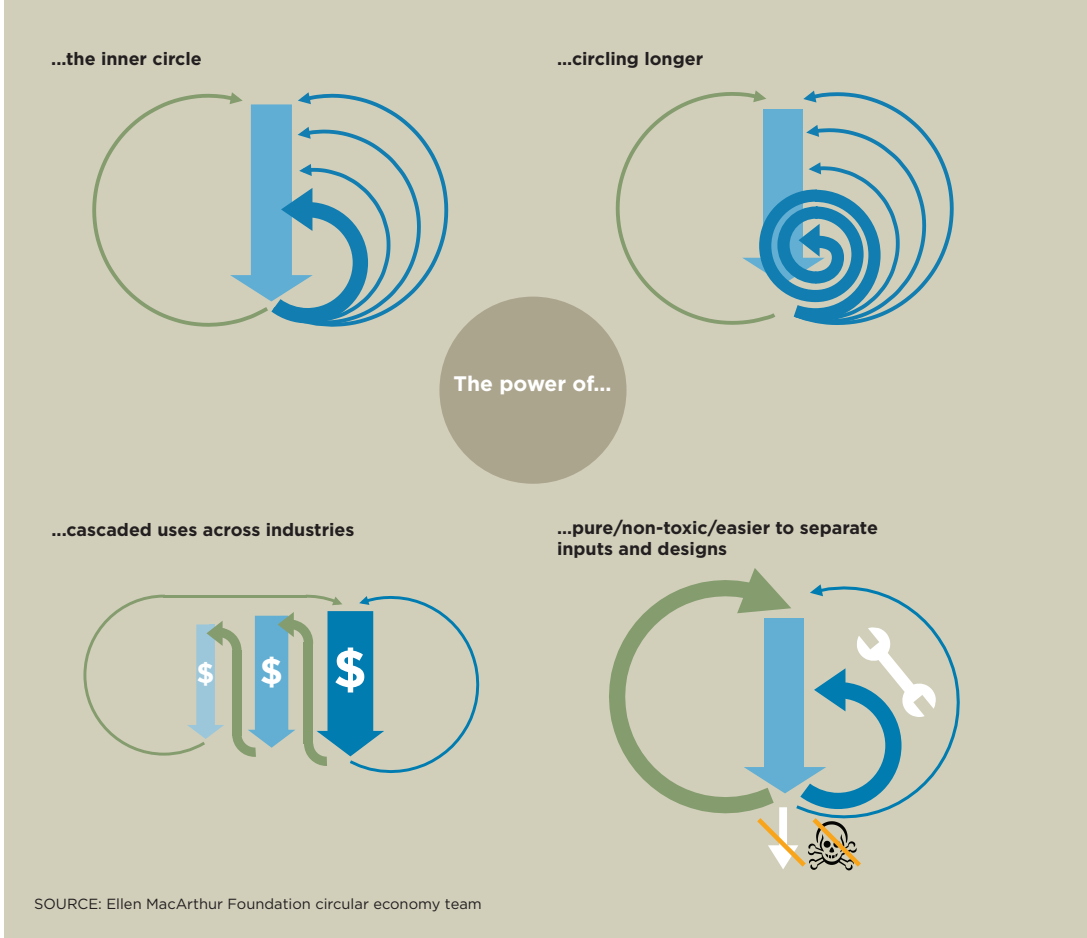 ...the inner circle
...circling longer
The power of...
...cascaded uses across industries
...pure/non-toxic/easier to separate
inputs and designs
$
$
$
SOURCE: Ellen MacArthur Foundation circular economy team